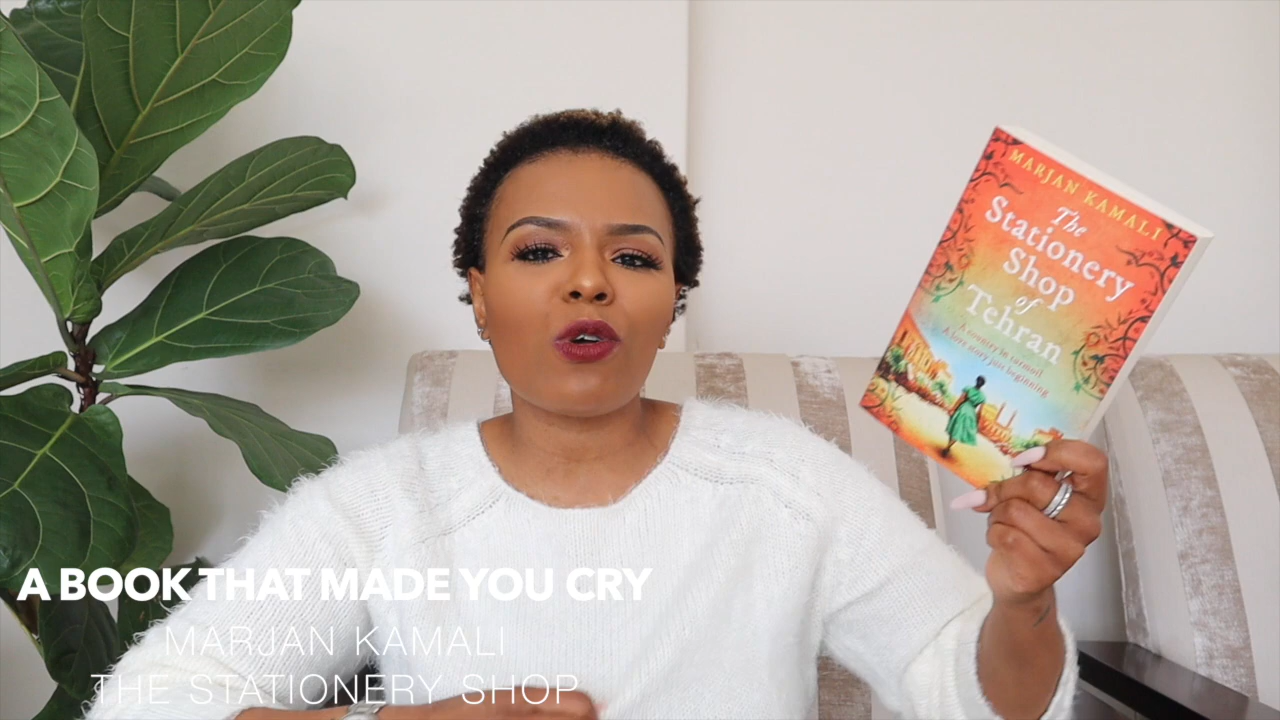 MARJAN KAMALI
The
Stationery
Shop
of
Tehran
A country in turmoil.
A love story just beginning.
A BOOK THAT MADE YOU CRY
MARJAN KAMALI
THE STATIONERY SHOP